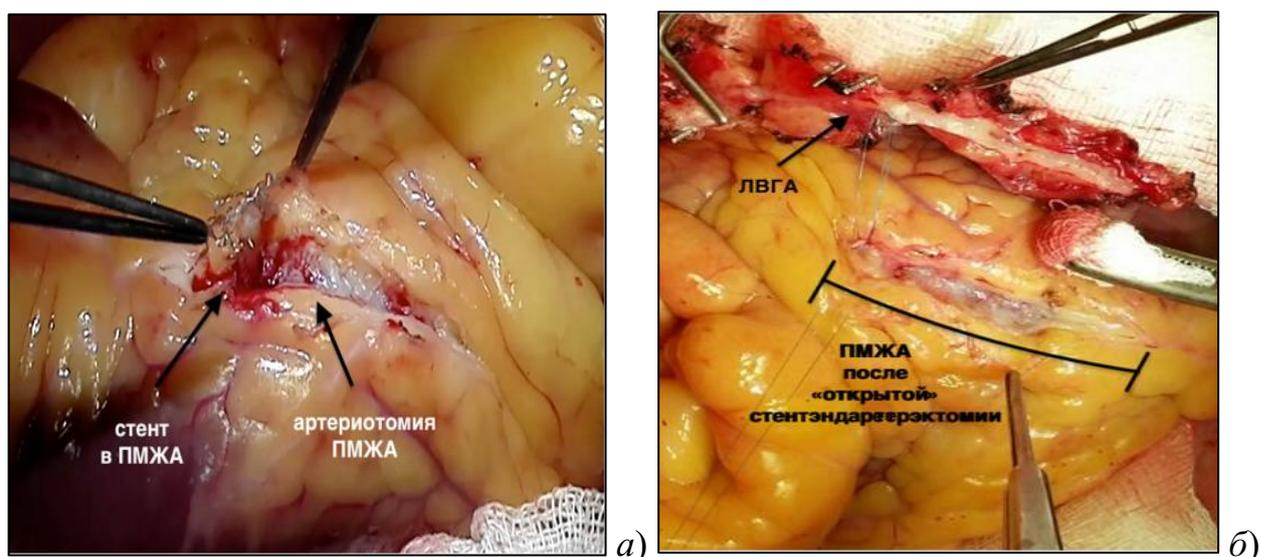 стент
в ПМЖА
артериотомия
ПМЖА
а)
ЛВГА
ПМЖА
после
«открытой»
стентэндартерэктомии
б)